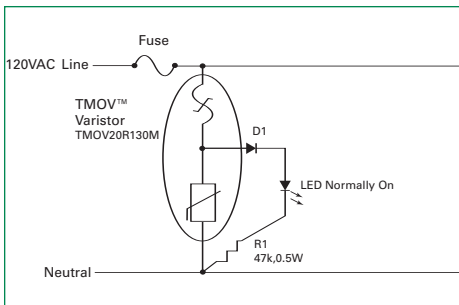 Fuse
120VAC Line
TMOV™
Varistor
TMOV20R130M
D1
LED Normally On
R1
47k,0.5W
Neutral